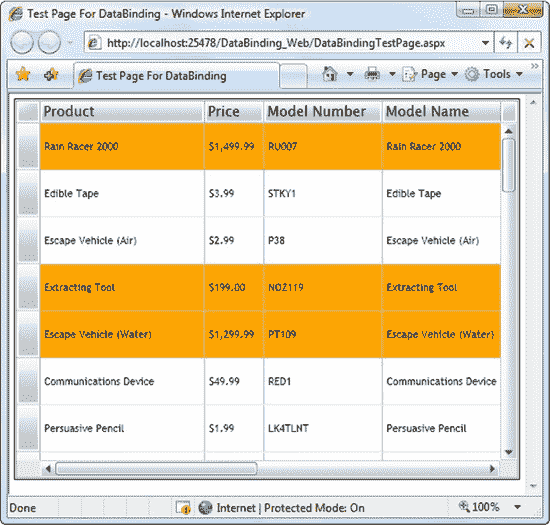 Test Page For DataBinding - Windows Internet Explorer
http://localhost:25478/DataBinding_Web/DataBindingTestPage.aspx
Test Page For DataBinding Page Tools
Product Price Model Number Model Name
Rain Racer 2000 $1,499.99 RU007 Rain Racer 2000
Edible Tape $3.99 STKY1 Edible Tape
Escape Vehicle (Air) $2.99 P38 Escape Vehicle (Air)
Extracting Tool $199.00 NOZ119 Extracting Tool
Escape Vehicle (Water) $1,299.99 PT109 Escape Vehicle (Water)
Communications Device $49.99 RED1 Communications Device
Persuasive Pencil $1.99 LK4TLNT Persuasive Pencil
Done Internet | Protected Mode: On 100%